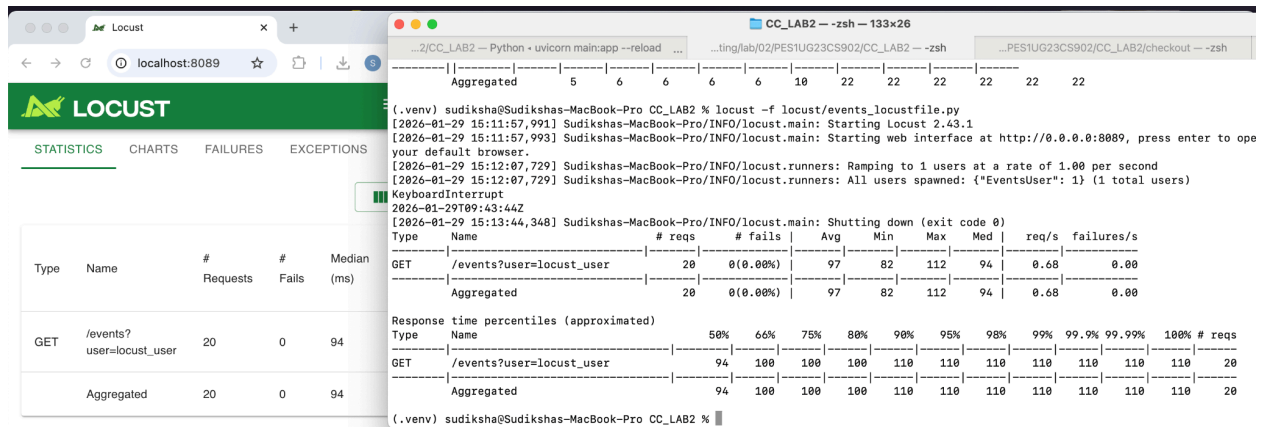 Locust × +
localhost:8089 S
LOCUST
STATISTICS CHARTS FAILURES EXCEPTIONS
Type Name # Requests # Fails Median (ms)
GET /events?user=locust_user 20 0 94
Aggregated 20 0 94
CC_LAB2 — -zsh — 133×26
...2/CC_LAB2 — Python ◂ uvicorn main:app --reload ... ...ting/lab/02/PES1UG23CS902/CC_LAB2 — -zsh ...PES1UG23CS902/CC_LAB2/checkout — -zsh
--------||--------|------|------|------|------|------|------|------|------|------|------
Aggregated 5 6 6 6 6 10 22 22 22 22 22 22
(.venv) sudiksha@Sudikshas-MacBook-Pro CC_LAB2 % locust -f locust/events_locustfile.py
[2026-01-29 15:11:57,991] Sudikshas-MacBook-Pro/INFO/locust.main: Starting Locust 2.43.1
[2026-01-29 15:11:57,993] Sudikshas-MacBook-Pro/INFO/locust.main: Starting web interface at http://0.0.0.0:8089, press enter to ope
your default browser.
[2026-01-29 15:12:07,729] Sudikshas-MacBook-Pro/INFO/locust.runners: Ramping to 1 users at a rate of 1.00 per second
[2026-01-29 15:12:07,729] Sudikshas-MacBook-Pro/INFO/locust.runners: All users spawned: {"EventsUser": 1} (1 total users)
KeyboardInterrupt
2026-01-29T09:43:44Z
[2026-01-29 15:13:44,348] Sudikshas-MacBook-Pro/INFO/locust.main: Shutting down (exit code 0)
Type Name # reqs # fails | Avg Min Max Med | req/s failures/s
--------|----------------------------|-------|-------------|-------|-------|-------|-------|--------|-----------
GET /events?user=locust_user 20 0(0.00%) | 97 82 112 94 | 0.68 0.00
--------|----------------------------|-------|-------------|-------|-------|-------|-------|--------|-----------
Aggregated 20 0(0.00%) | 97 82 112 94 | 0.68 0.00
Response time percentiles (approximated)
Type Name 50% 66% 75% 80% 90% 95% 98% 99% 99.9% 99.99% 100% # reqs
--------|--------------------------------|--------|------|------|------|------|------|------|------|------|------|------|------
GET /events?user=locust_user 94 100 100 100 110 110 110 110 110 110 110 20
--------|--------------------------------|--------|------|------|------|------|------|------|------|------|------|------|------
Aggregated 94 100 100 100 110 110 110 110 110 110 110 20
(.venv) sudiksha@Sudikshas-MacBook-Pro CC_LAB2 %